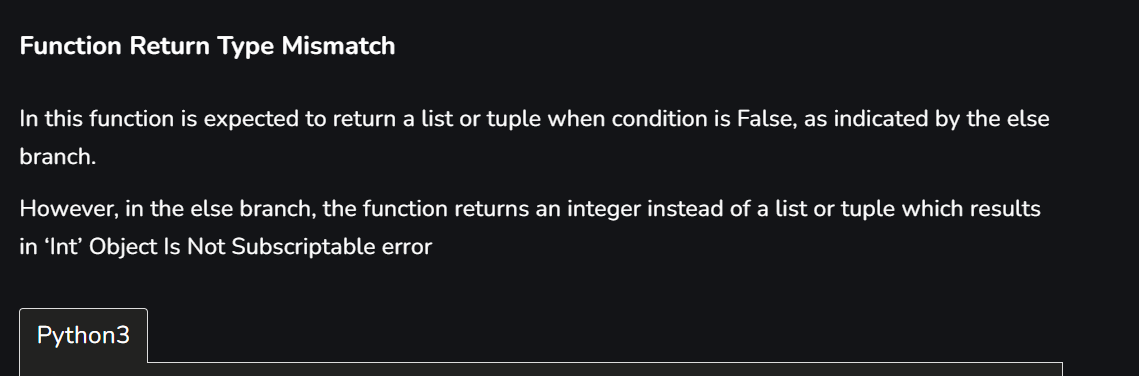 Function Return Type Mismatch
In this function is expected to return a list or tuple when condition is False, as indicated by the else
branch.
However, in the else branch, the function returns an integer instead of a list or tuple which results
in ‘Int’ Object Is Not Subscriptable error
Python3